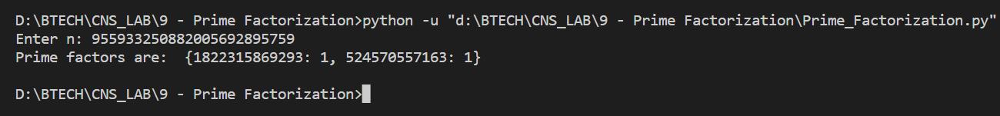 D:\BTECH\CNS_LAB\9 - Prime Factorization>python -u "d:\BTECH\CNS_LAB\9 - Prime Factorization\Prime_Factorization.py"
Enter n: 955933250882005692895759
Prime factors are:  {1822315869293: 1, 524570557163: 1}
D:\BTECH\CNS_LAB\9 - Prime Factorization>